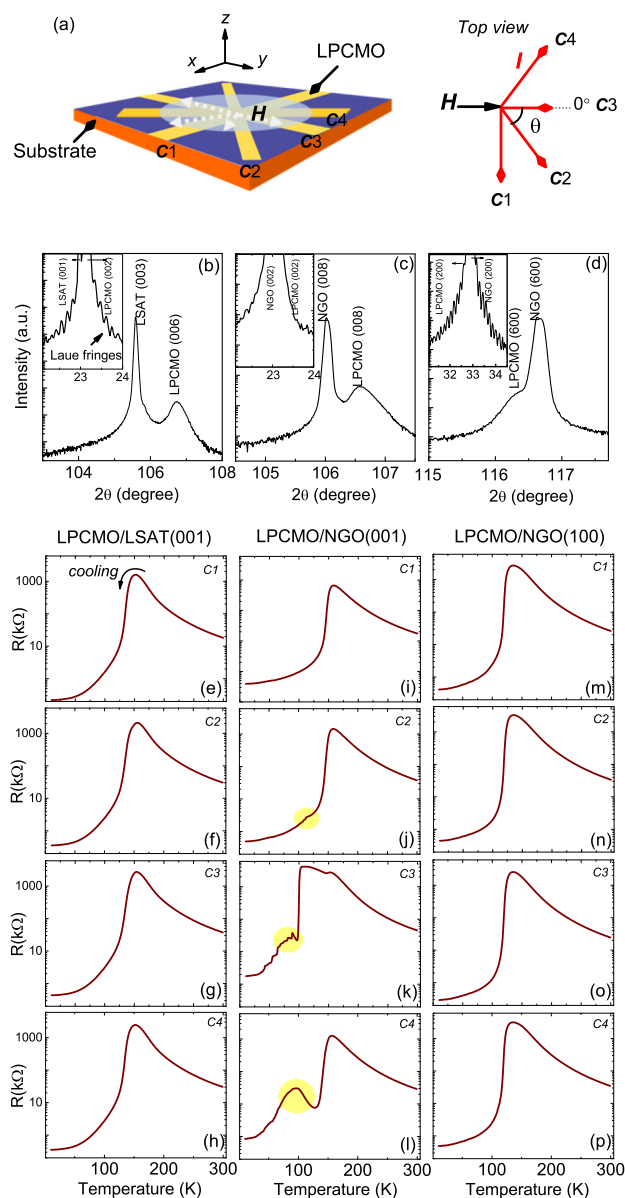 (a)
z
x
y
LPCMO
H
C4
C3
C2
C1
Substrate
Top view
C4
I
H
0° C3
θ
C2
C1
(b)
LSAT (001)
LPCMO (002)
Laue fringes
23
24
LSAT (003)
LPCMO (006)
Intensity (a.u.)
104
106
108
2θ (degree)
(c)
NGO (002)
LPCMO (002)
23
24
NGO (008)
LPCMO (008)
105
106
107
2θ (degree)
(d)
LPCMO (200)
NGO (200)
32
33
34
LPCMO (600)
NGO (600)
115
116
117
2θ (degree)
LPCMO/LSAT(001)
LPCMO/NGO(001)
LPCMO/NGO(100)
R(kΩ)
1000
10
cooling
C1
(e)
C1
(i)
C1
(m)
R(kΩ)
1000
10
C2
(f)
C2
(j)
C2
(n)
R(kΩ)
1000
10
C3
(g)
C3
(k)
C3
(o)
R(kΩ)
1000
10
C4
(h)
C4
(l)
C4
(p)
0 100 200 300
0 100 200 300
0 100 200 300
Temperature (K)
Temperature (K)
Temperature (K)